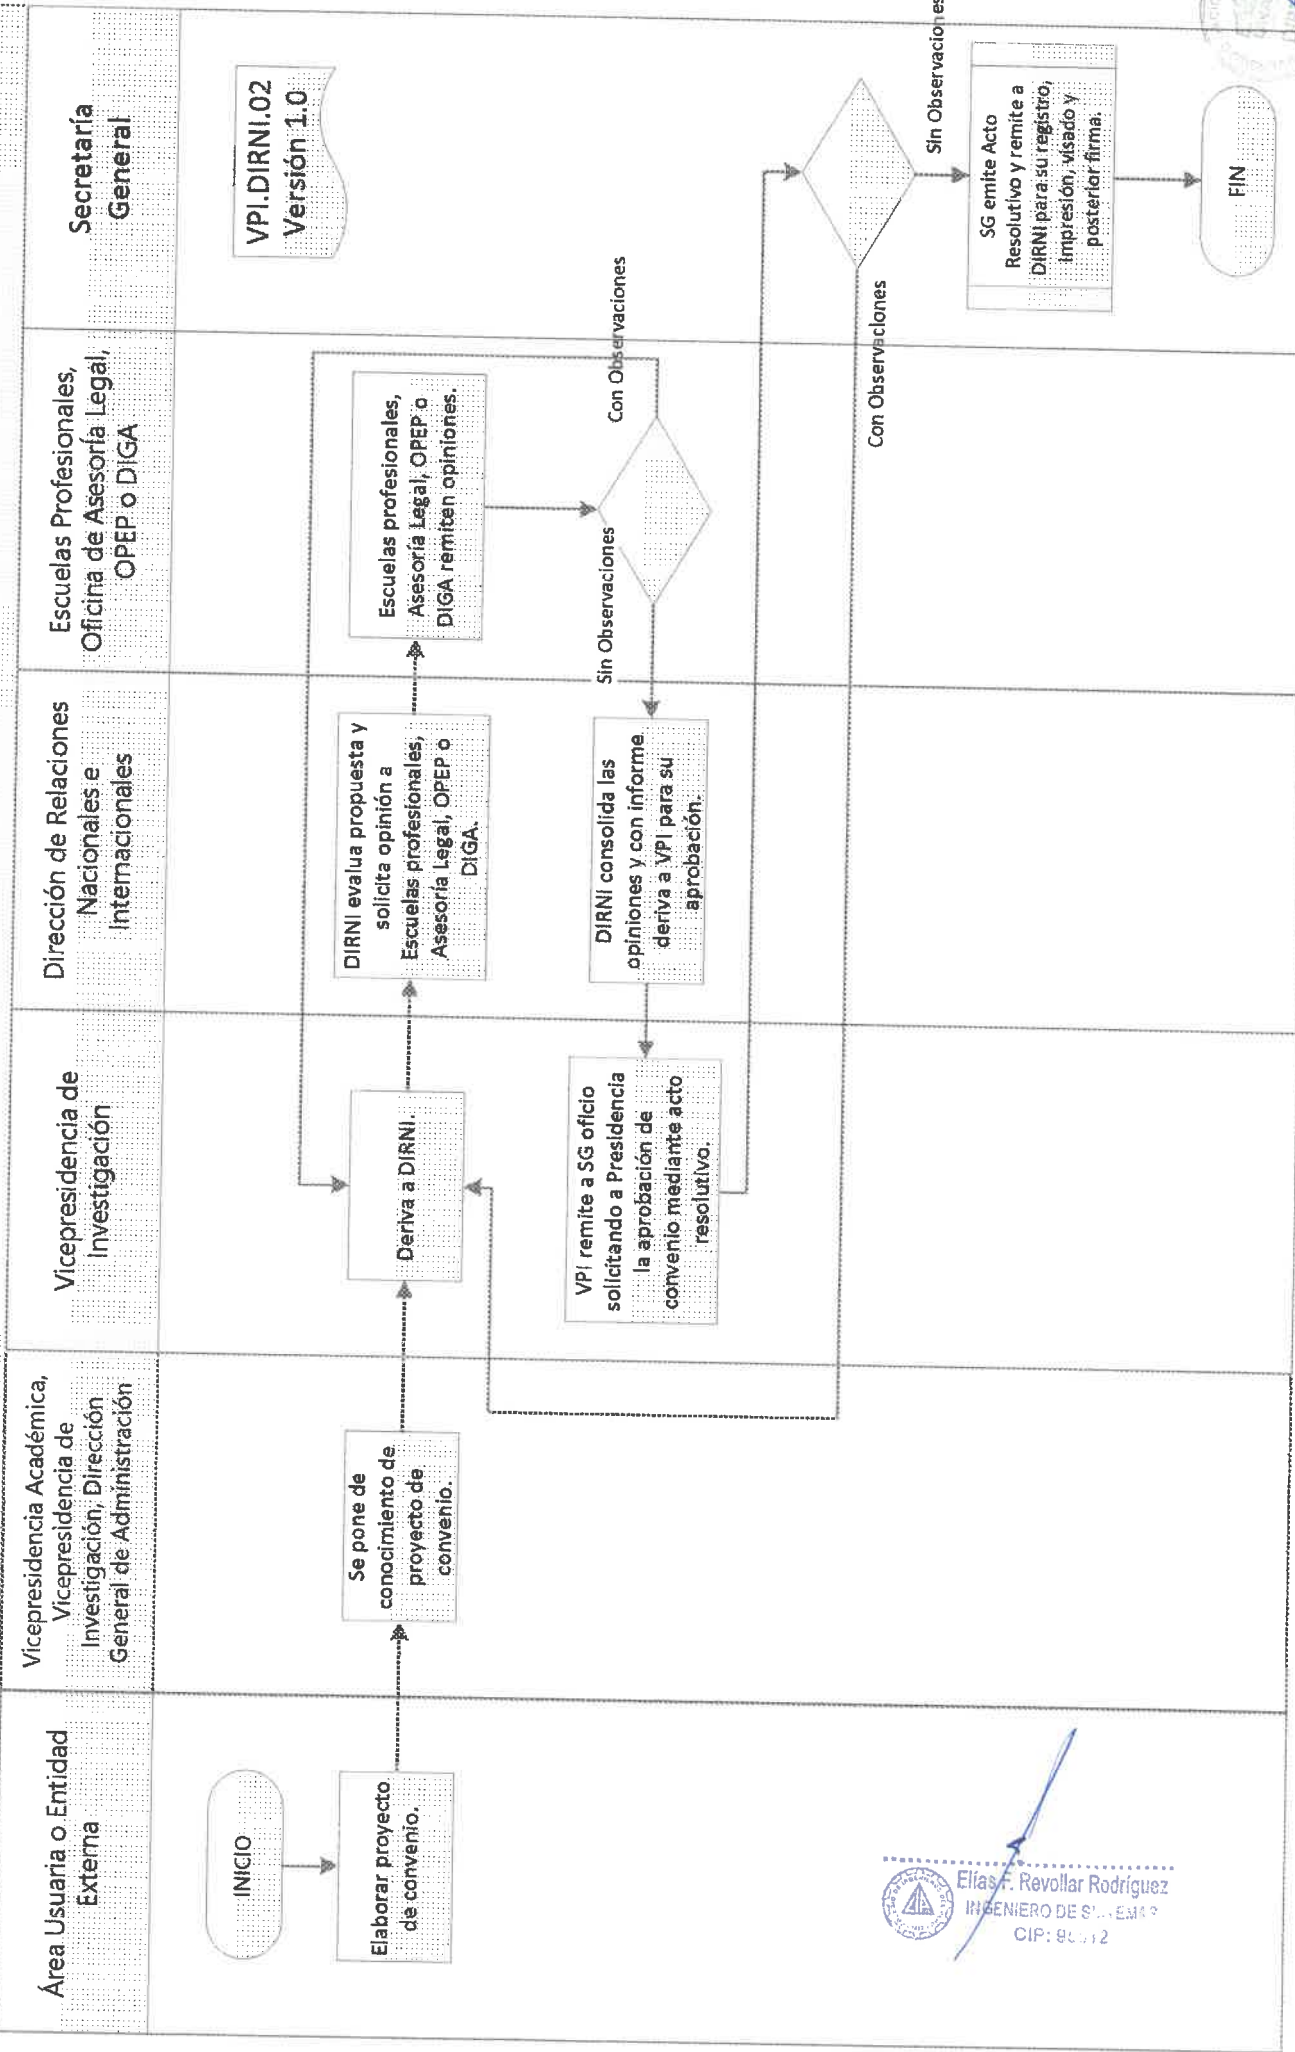 Área Usuaria o Entidad
Externa
Vicepresidencia Académica,
Vicepresidencia de
Investigación, Dirección
General de Administración
Vicepresidencia de
Investigación
Dirección de Relaciones
Nacionales e
Internacionales
Escuelas Profesionales,
Oficina de Asesoría Legal,
OPEP o DIGA
Secretaría
General
VPI.DIRNI.02
Versión 1.0
INICIO
Elaborar proyecto
de convenio.
Se pone de
conocimiento de
proyecto de
convenio.
Deriva a DIRNI.
DIRNI evalua propuesta y
solicita opinión a
Escuelas profesionales,
Asesoría Legal, OPEP o
DIGA.
Escuelas profesionales,
Asesoría Legal, OPEP o
DIGA remiten opiniones.
Con Observaciones
Sin Observaciones
DIRNI consolida las
opiniones y con informe
deriva a VPI para su
aprobación.
VPI remite a SG oficio
solicitando a Presidencia
la aprobación de
convenio mediante acto
resolutivo.
Con Observaciones
Sin Observaciones
SG emite Acto
Resolutivo y remite a
DIRNI para su registro,
impresión, visado y
posterior firma.
FIN
Elías F. Revollar Rodríguez
INGENIERO DE
CIP: